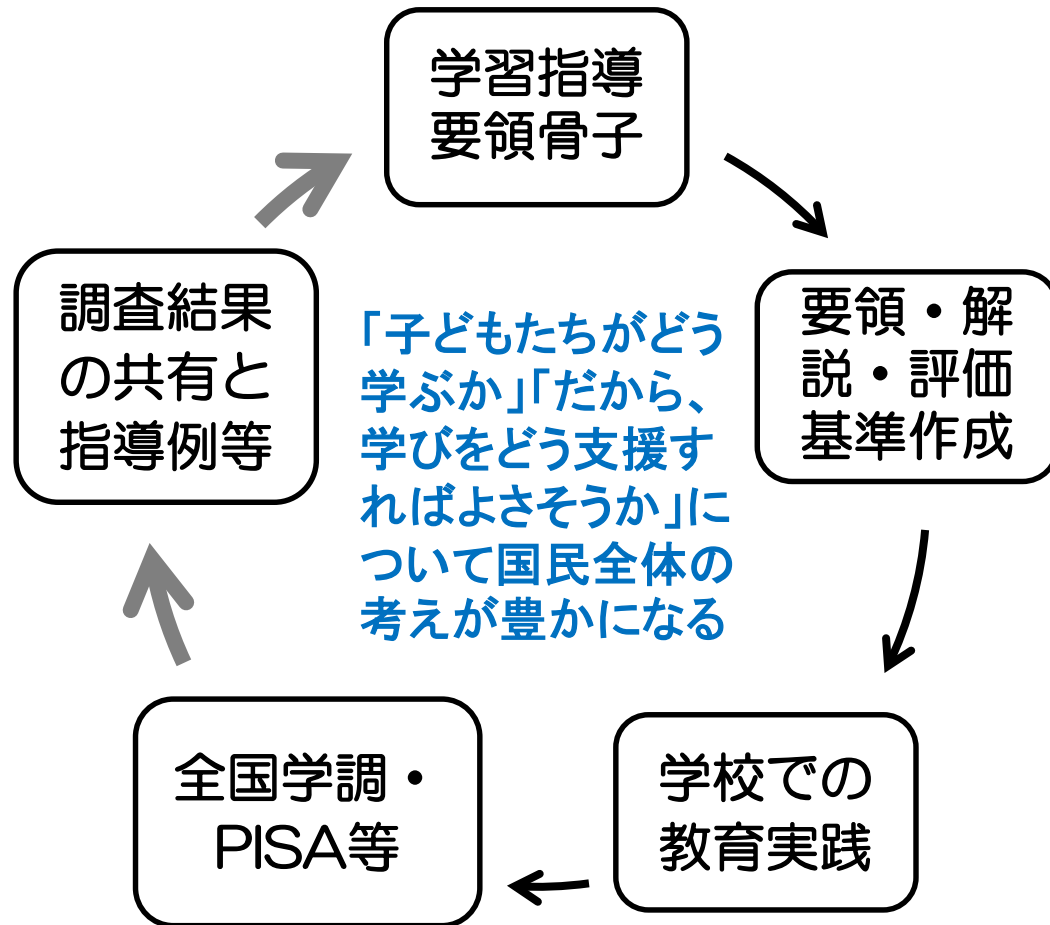 学習指導
要領骨子
要領・解
説・評価
基準作成
学校での
教育実践
全国学調・
PISA等
調査結果
の共有と
指導例等
「子どもたちがどう
学ぶか」「だから、
学びをどう支援す
ればよさそうか」に
ついて国民全体の
考えが豊かになる